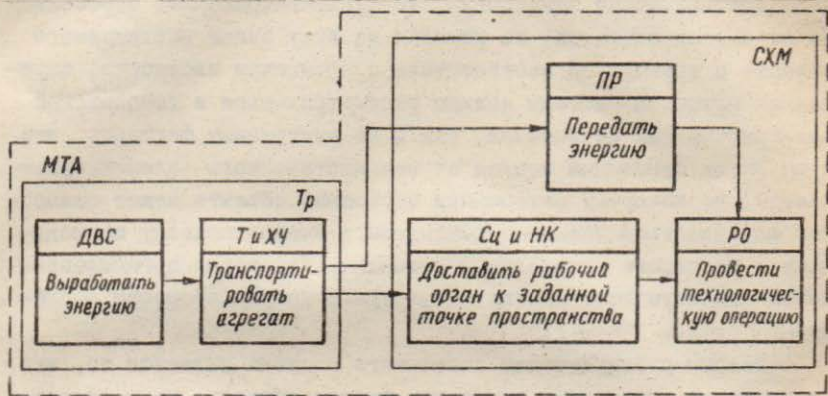 СХМ
ПР
Передать
энергию
МТА
Тр
ДВС
Выработать
энергию
Т и ХЧ
Транспорти-
ровать
агрегат
Сц и НК
Доставить рабочий
орган к заданной
точке пространства
РО
Провести
технологичес-
кую операцию